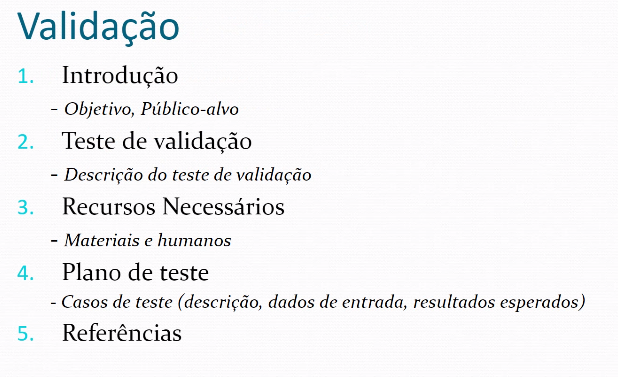 Validação
1. Introdução
- Objetivo, Público-alvo
2. Teste de validação
- Descrição do teste de validação
3. Recursos Necessários
- Materiais e humanos
4. Plano de teste
- Casos de teste (descrição, dados de entrada, resultados esperados)
5. Referências